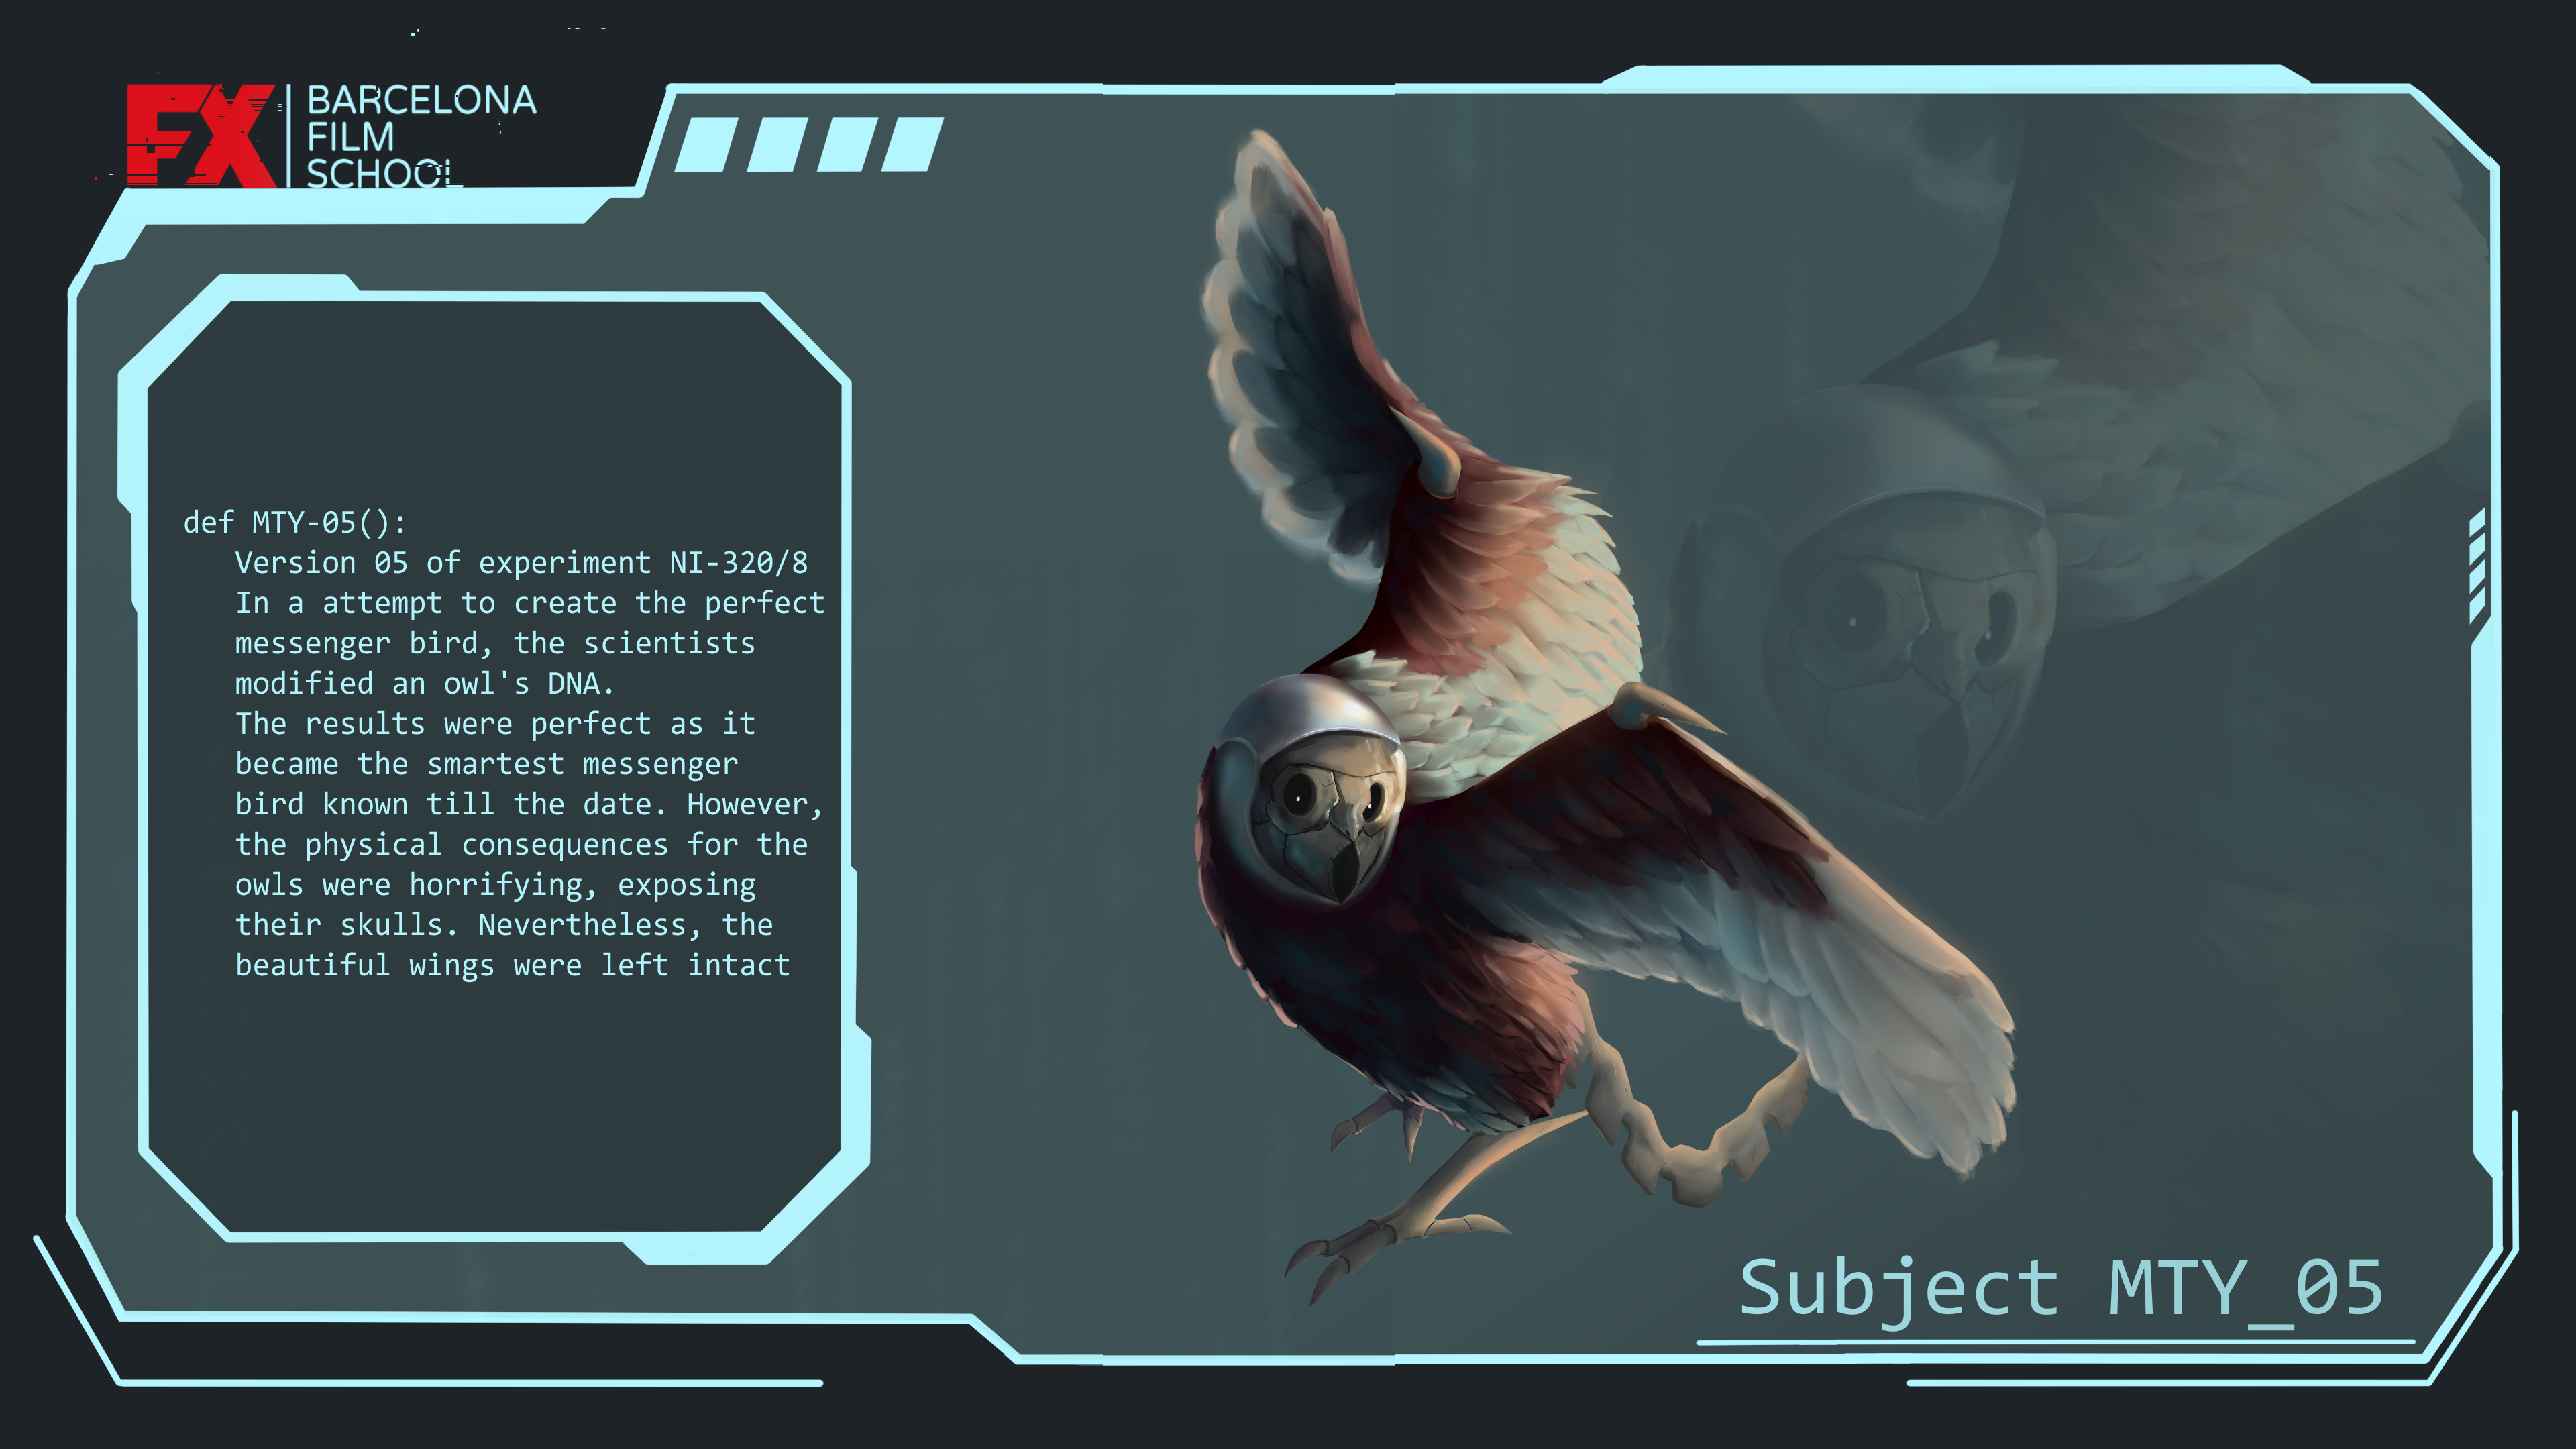 FX
BARCELONA
FILM
SCHOOL
def MTY-05():
Version 05 of experiment NI-320/8
In a attempt to create the perfect
messenger bird, the scientists
modified an owl's DNA.
The results were perfect as it
became the smartest messenger
bird known till the date. However,
the physical consequences for the
owls were horrifying, exposing
their skulls. Nevertheless, the
beautiful wings were left intact
Subject MTY_05